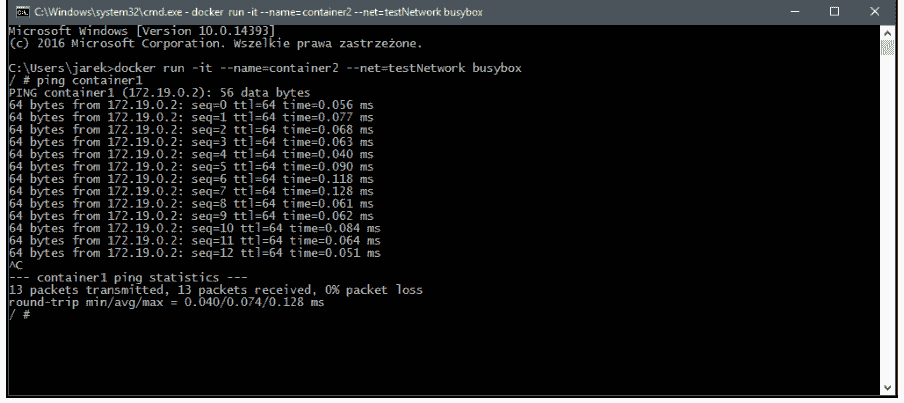 C:\Windows\system32\cmd.exe - docker run -it --name=container2 --net=testNetwork busybox
Microsoft Windows [Version 10.0.14393]
(c) 2016 Microsoft Corporation. Wszelkie prawa zastrzeżone.
C:\Users\jarek>docker run -it --name=container2 --net=testNetwork busybox
/ # ping container1
PING container1 (172.19.0.2): 56 data bytes
64 bytes from 172.19.0.2: seq=0 ttl=64 time=0.056 ms
64 bytes from 172.19.0.2: seq=1 ttl=64 time=0.077 ms
64 bytes from 172.19.0.2: seq=2 ttl=64 time=0.068 ms
64 bytes from 172.19.0.2: seq=3 ttl=64 time=0.063 ms
64 bytes from 172.19.0.2: seq=4 ttl=64 time=0.040 ms
64 bytes from 172.19.0.2: seq=5 ttl=64 time=0.090 ms
64 bytes from 172.19.0.2: seq=6 ttl=64 time=0.118 ms
64 bytes from 172.19.0.2: seq=7 ttl=64 time=0.128 ms
64 bytes from 172.19.0.2: seq=8 ttl=64 time=0.061 ms
64 bytes from 172.19.0.2: seq=9 ttl=64 time=0.062 ms
64 bytes from 172.19.0.2: seq=10 ttl=64 time=0.084 ms
64 bytes from 172.19.0.2: seq=11 ttl=64 time=0.064 ms
64 bytes from 172.19.0.2: seq=12 ttl=64 time=0.051 ms
^C
--- container1 ping statistics ---
13 packets transmitted, 13 packets received, 0% packet loss
round-trip min/avg/max = 0.040/0.074/0.128 ms
/ #